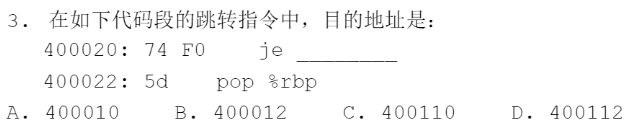 3. 在如下代码段的跳转指令中，目的地址是：
400020: 74 F0 je ________
400022: 5d pop %rbp
A. 400010 B. 400012 C. 400110 D. 400112